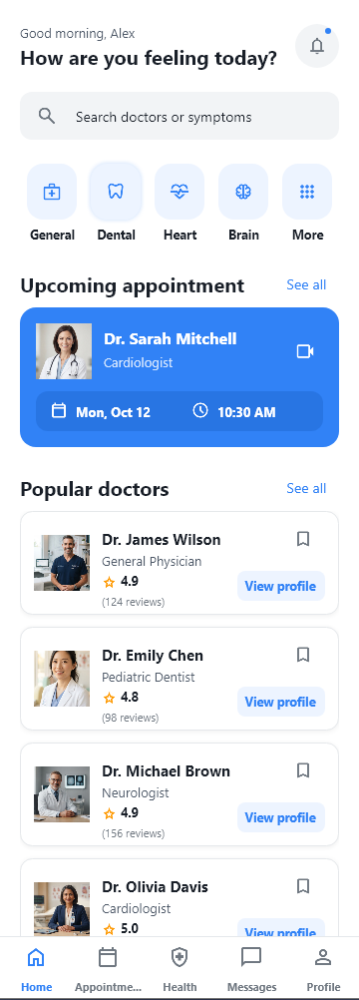 Good morning, Alex
How are you feeling today?
Search doctors or symptoms
General Dental Heart Brain More
Upcoming appointment See all
Dr. Sarah Mitchell
Cardiologist
Mon, Oct 12 10:30 AM
Popular doctors See all
Dr. James Wilson
General Physician
4.9
(124 reviews)
View profile
Dr. Emily Chen
Pediatric Dentist
4.8
(98 reviews)
View profile
Dr. Michael Brown
Neurologist
4.9
(156 reviews)
View profile
Dr. Olivia Davis
Cardiologist
5.0
View profile
Home Appointme... Health Messages Profile